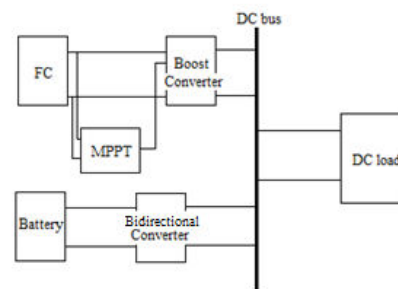 DC bus
FC
Boost
Converter
MPPT
DC load
Battery
Bidirectional
Converter